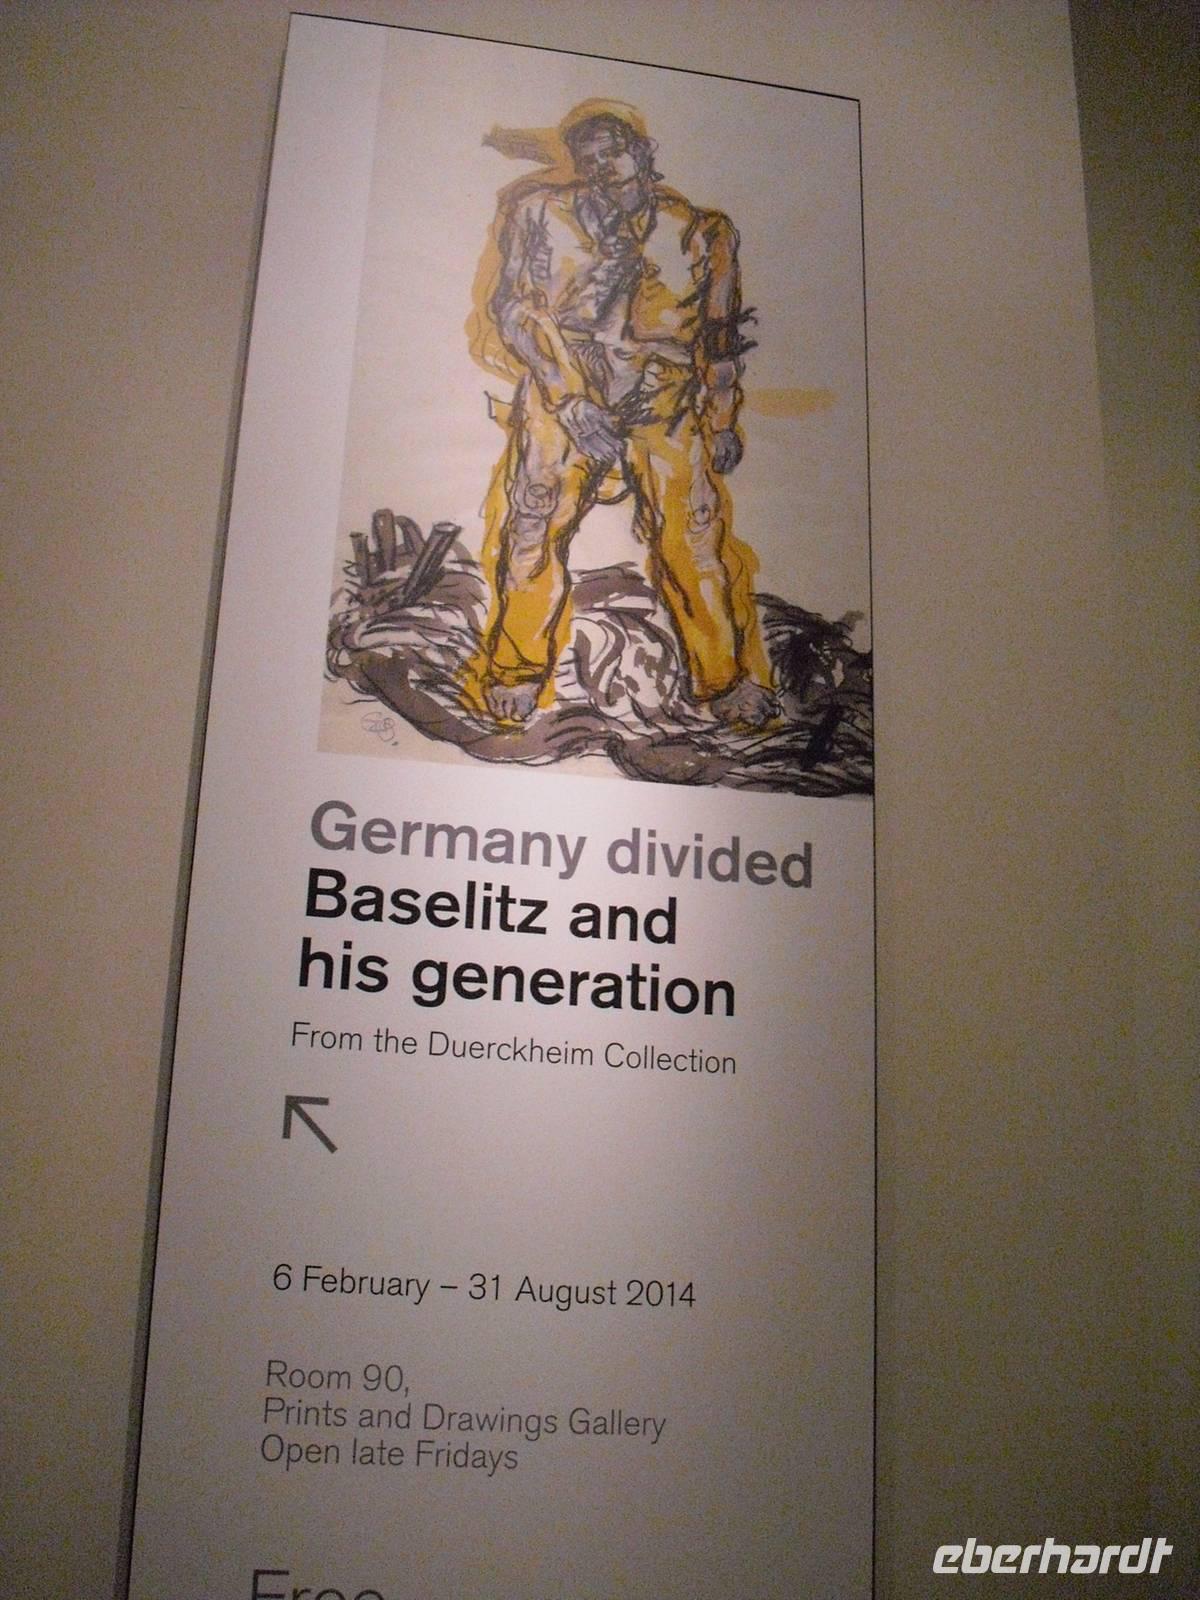 Germany divided
Baselitz and
his generation
From the Duerckheim Collection
6 February – 31 August 2014
Room 90,
Prints and Drawings Gallery
Open late Fridays
Free
eberhardt